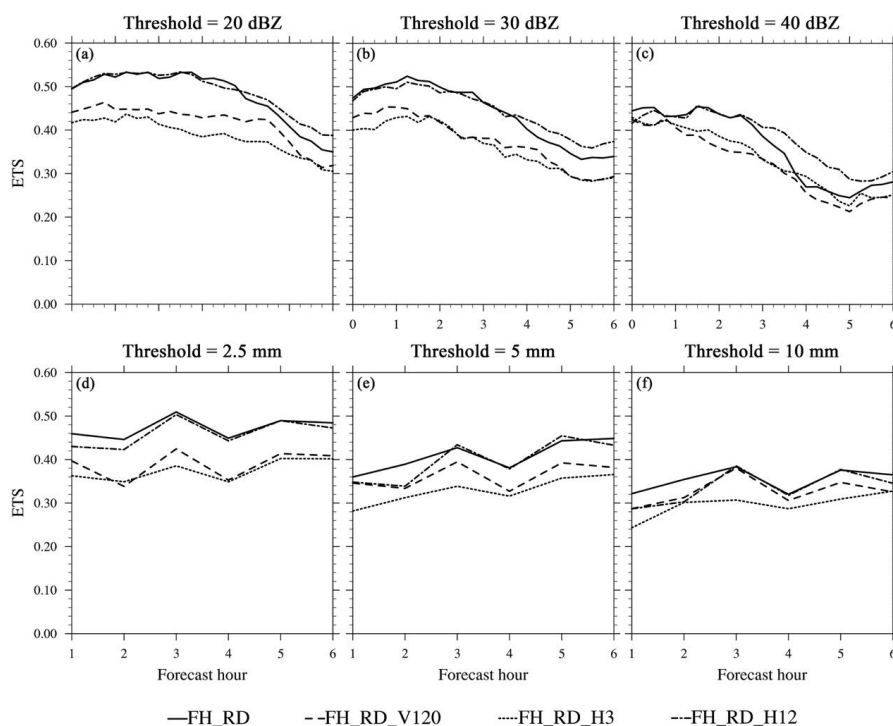 Threshold = 20 dBZ Threshold = 30 dBZ Threshold = 40 dBZ
(a) (b) (c)
0.60
0.50
0.40
0.30
0.20
0.10
0.00
ETS
0 1 2 3 4 5 6 0 1 2 3 4 5 6
Threshold = 2.5 mm Threshold = 5 mm Threshold = 10 mm
(d) (e) (f)
0.60
0.50
0.40
0.30
0.20
0.10
0.00
ETS
1 2 3 4 5 6 1 2 3 4 5 6 1 2 3 4 5 6
Forecast hour Forecast hour Forecast hour
FH_RD FH_RD_V120 FH_RD_H3 FH_RD_H12